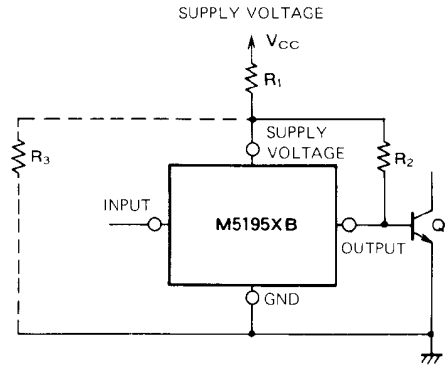 SUPPLY VOLTAGE
VCC
R1
SUPPLY
VOLTAGE
R3
R2
INPUT
M5195XB
Q
OUTPUT
GND